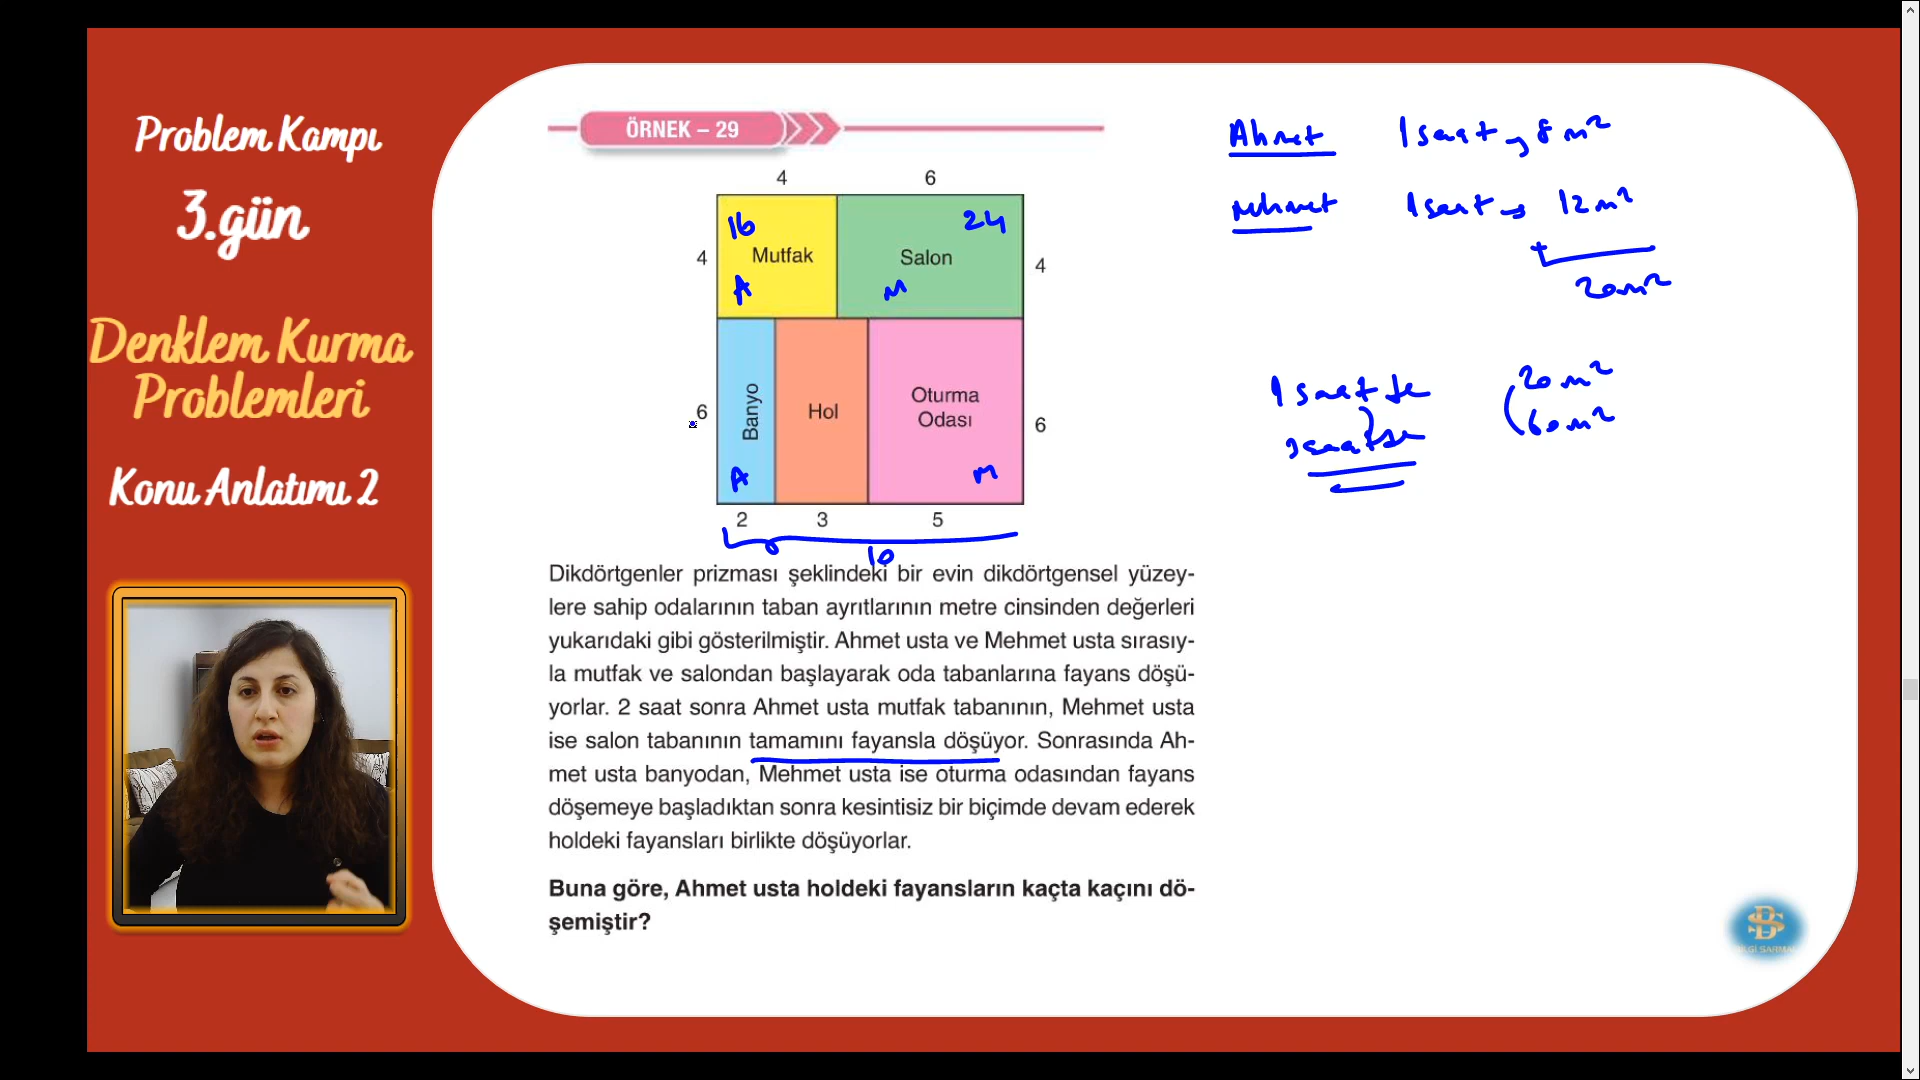 Problem Kampı
3.gün
Denklem Kurma
Problemleri
Konu Anlatımı 2
ÖRNEK – 29
4 6
16 24
4 Mutfak Salon 4
A M
6 Banyo Hol Oturma Odası 6
A M
2 3 5
10
Dikdörtgenler prizması şeklindeki bir evin dikdörtgensel yüzey-
lere sahip odalarının taban ayrıtlarının metre cinsinden değerleri
yukarıdaki gibi gösterilmiştir. Ahmet usta ve Mehmet usta sırasıy-
la mutfak ve salondan başlayarak oda tabanlarına fayans döşü-
yorlar. 2 saat sonra Ahmet usta mutfak tabanının, Mehmet usta
ise salon tabanının tamamını fayansla döşüyor. Sonrasında Ah-
met usta banyodan, Mehmet usta ise oturma odasından fayans
döşemeye başladıktan sonra kesintisiz bir biçimde devam ederek
holdeki fayansları birlikte döşüyorlar.
Buna göre, Ahmet usta holdeki fayansların kaçta kaçını dö-
şemiştir?
Ahmet 1 saat → 8 m²
Mehmet 1 saat → 12 m²
+
20 m²
1 saatte 20 m²
3 saatte 60 m²